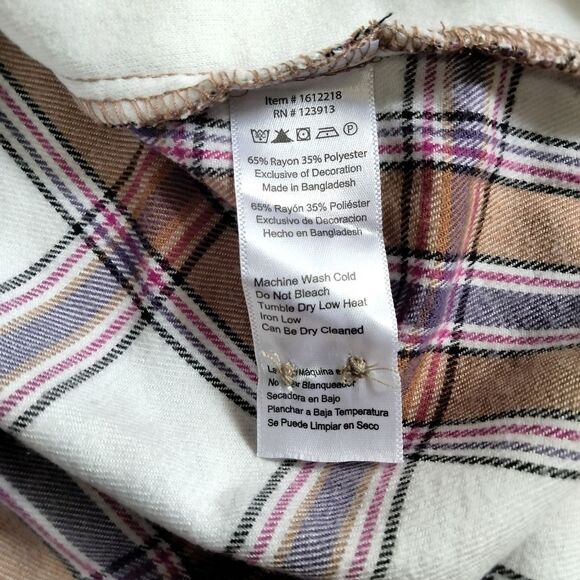 Item # 1612218
RN # 123913
P
65% Rayon 35% Polyester
Exclusive of Decoration
Made in Bangladesh
65% Rayón 35% Poliéster
Exclusivo de Decoracion
Hecho en Bangladesh
Machine Wash Cold
Do Not Bleach
Tumble Dry Low Heat
Iron Low
Can Be Dry Cleaned
Máquina
Blanqueador
Secadora en Bajo
Planchar a Baja Temperatura
Se Puede Limpiar en Seco